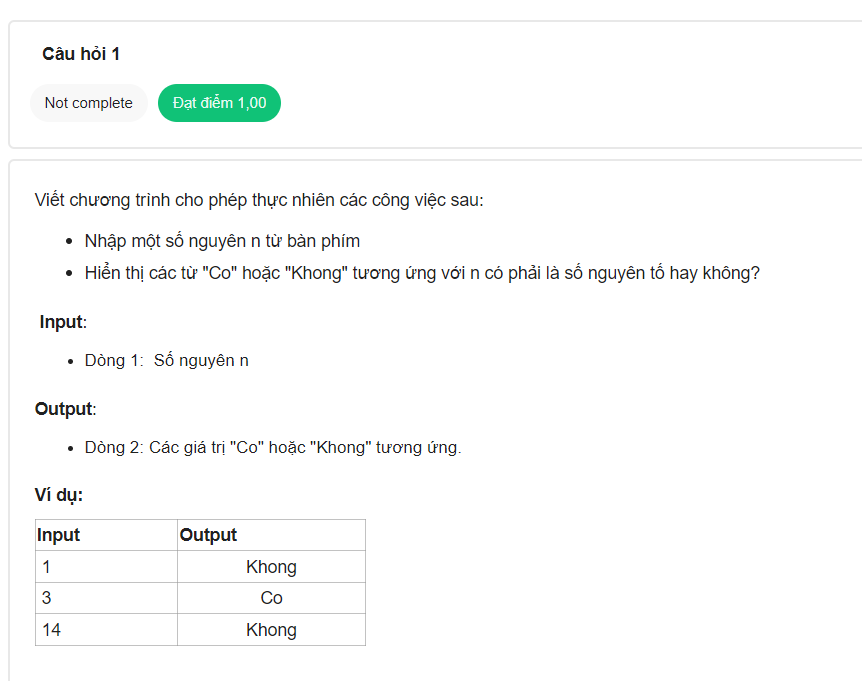 Câu hỏi 1
Not complete
Đạt điểm 1,00
Viết chương trình cho phép thực nhiên các công việc sau:
Nhập một số nguyên n từ bàn phím
Hiển thị các từ "Co" hoặc "Khong" tương ứng với n có phải là số nguyên tố hay không?
Input:
Dòng 1: Số nguyên n
Output:
Dòng 2: Các giá trị "Co" hoặc "Khong" tương ứng.
Ví dụ:
Input Output
1 Khong
3 Co
14 Khong